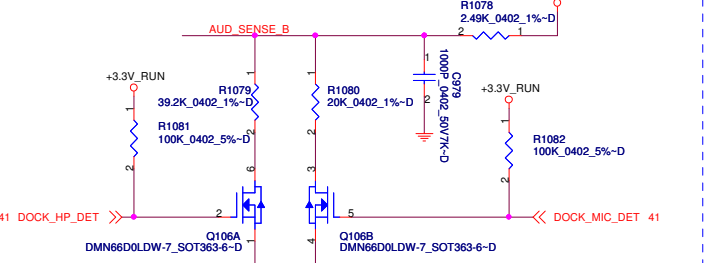 R1078
2.49K_0402_1%~D
AUD_SENSE_B
2
1
+3.3V_RUN
1
R1079
39.2K_0402_1%~D
2
1
R1080
20K_0402_1%~D
2
1
2
C979
1000P_0402_50V7K~D
+3.3V_RUN
1
R1081
100K_0402_5%~D
2
1
R1082
100K_0402_5%~D
2
6
3
41 DOCK_HP_DET
2
5
DOCK_MIC_DET 41
Q106A
DMN66D0LDW-7_SOT363-6~D
1
Q106B
DMN66D0LDW-7_SOT363-6~D
4